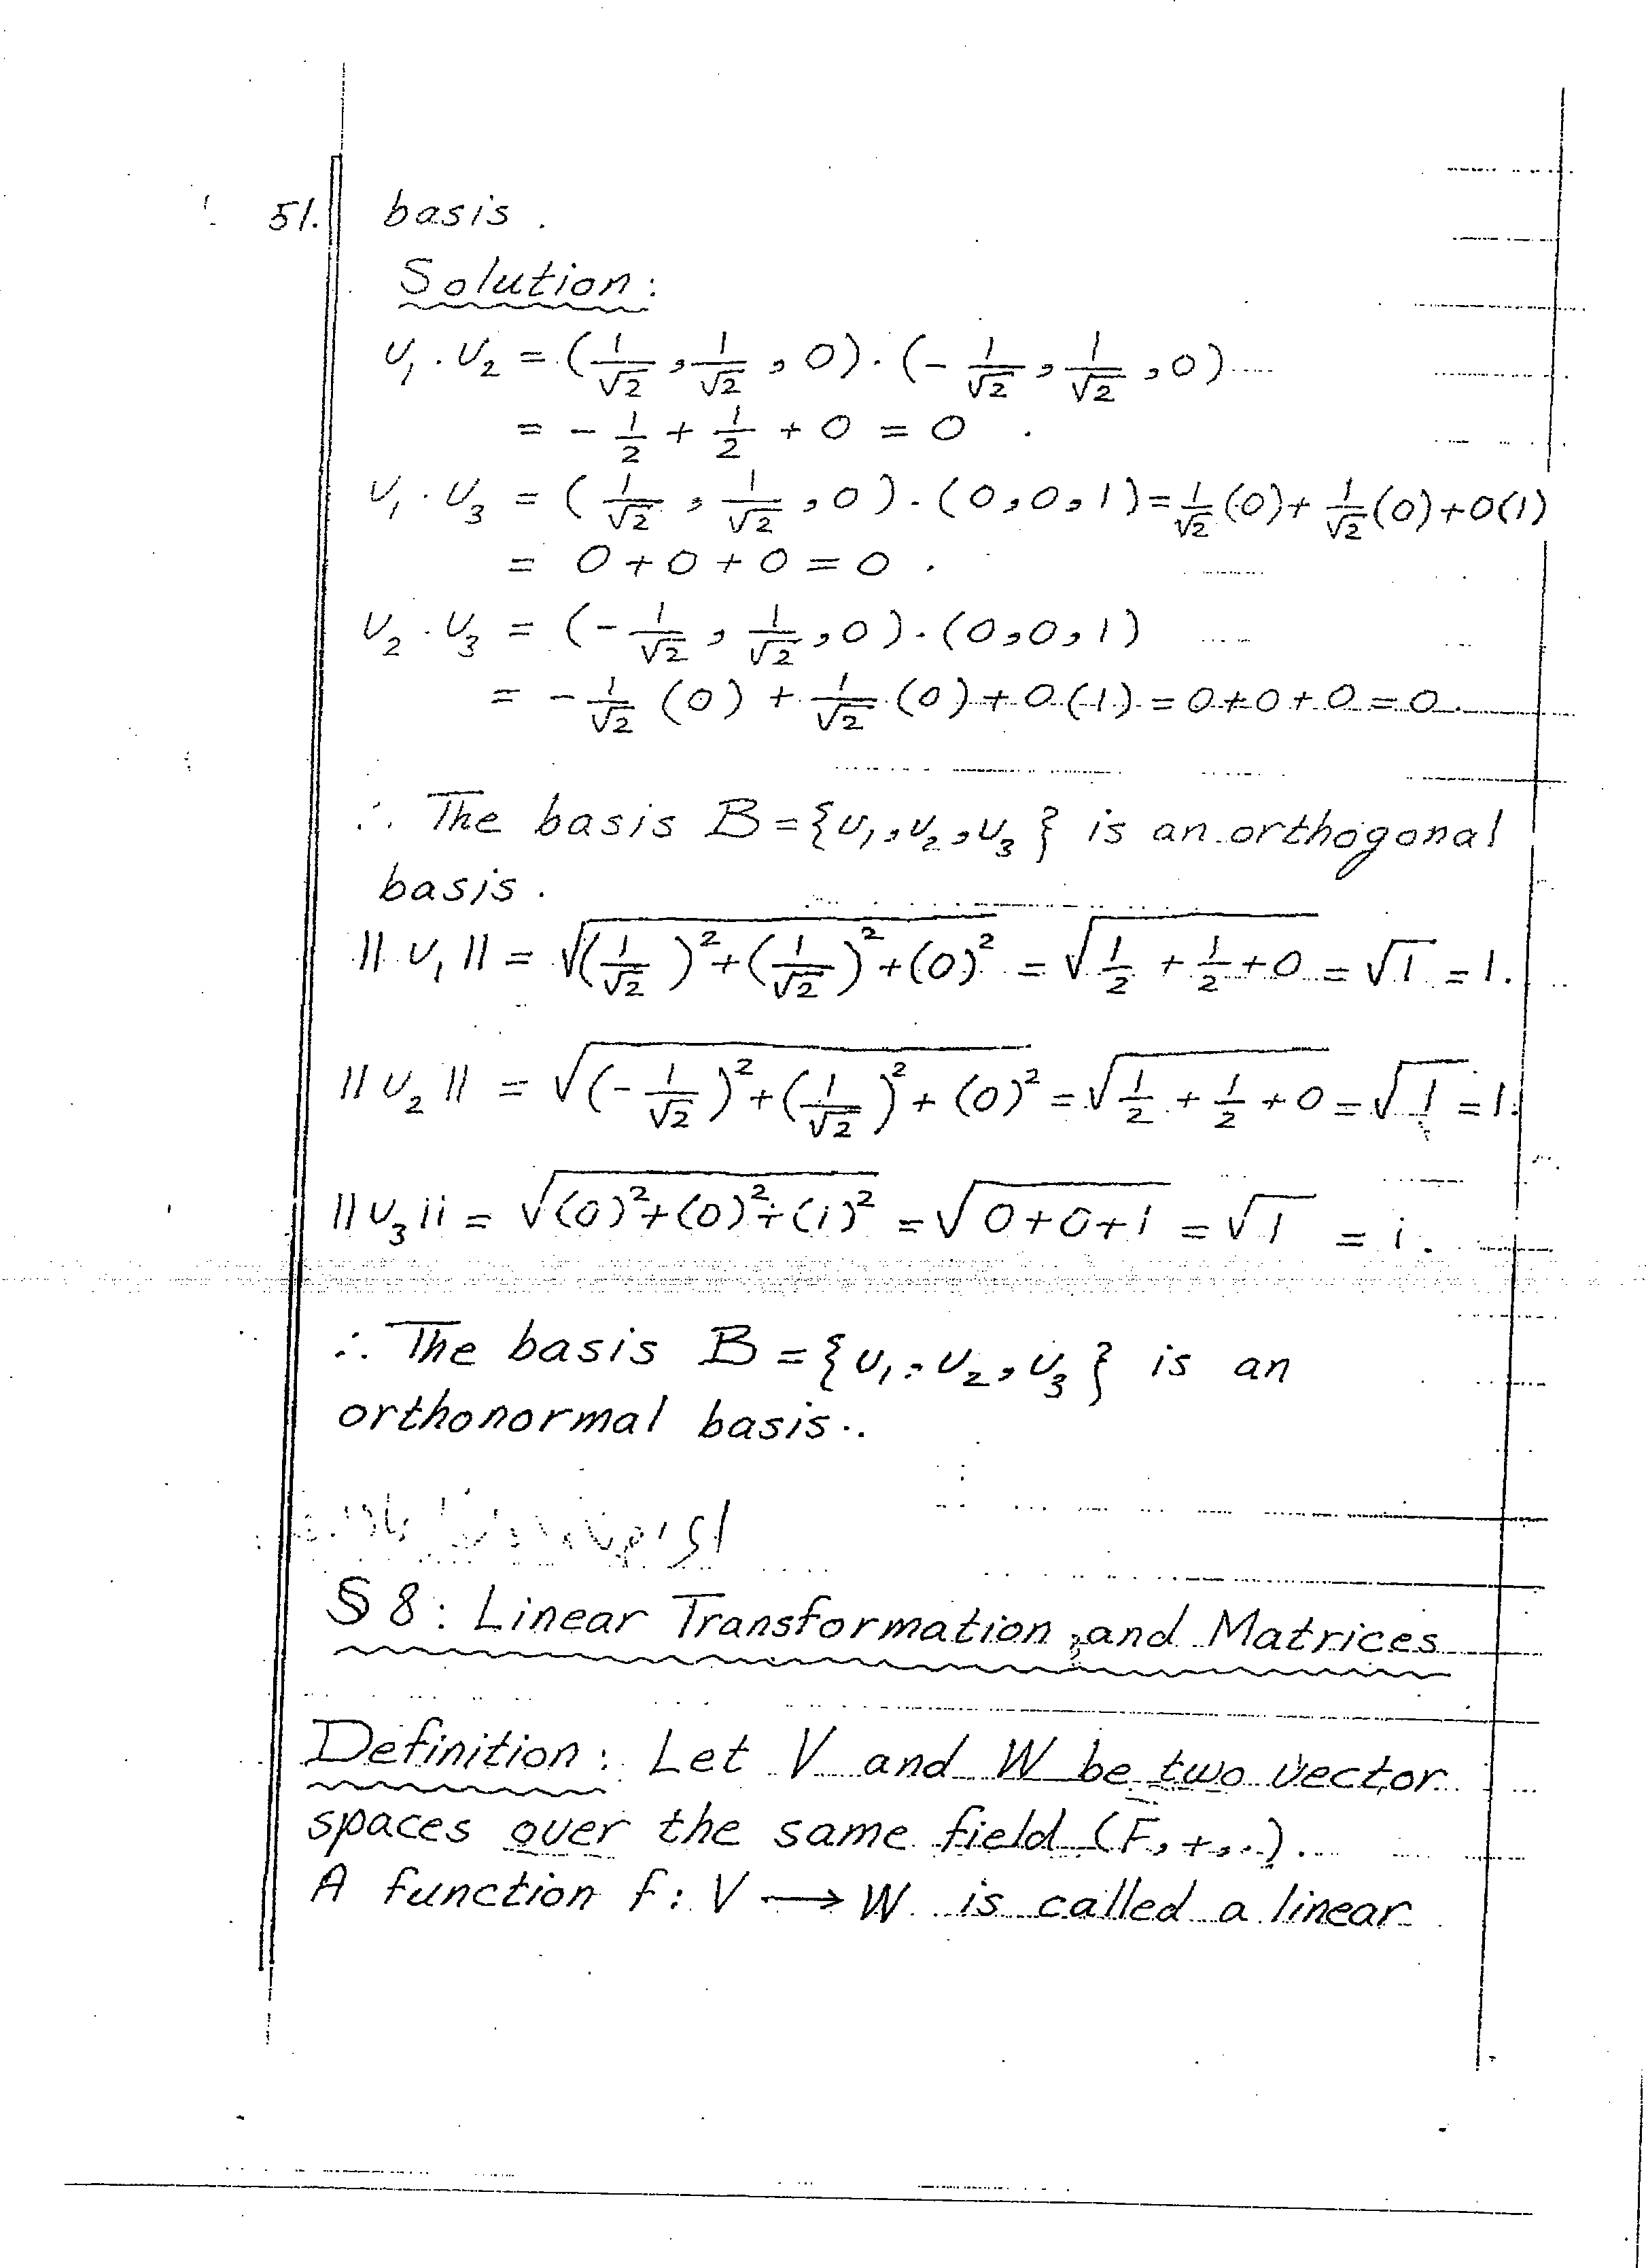 51. basis.
Solution:
v₁ . v₂ = (1/√2, 1/√2, 0) . (-1/√2, 1/√2, 0)
= -1/2 + 1/2 + 0 = 0 .
v₁ . v₃ = (1/√2, 1/√2, 0) . (0, 0, 1) = 1/√2 (0) + 1/√2 (0) + 0(1)
= 0 + 0 + 0 = 0 .
v₂ . v₃ = (-1/√2, 1/√2, 0) . (0, 0, 1)
= -1/√2 (0) + 1/√2 (0) + 0(1) = 0 + 0 + 0 = 0.
∴ The basis B = {v₁, v₂, v₃} is an orthogonal
basis.
||v₁|| = √((1/√2)² + (1/√2)² + (0)²) = √(1/2 + 1/2 + 0) = √1 = 1.
||v₂|| = √((-1/√2)² + (1/√2)² + (0)²) = √(1/2 + 1/2 + 0) = √1 = 1.
||v₃|| = √((0)² + (0)² + (1)²) = √(0 + 0 + 1) = √1 = 1.
∴ The basis B = {v₁, v₂, v₃} is an
orthonormal basis..
§ 8: Linear Transformation and Matrices
Definition: Let V and W be two vector
spaces over the same field (F, +, .).
A function f: V → W is called a linear